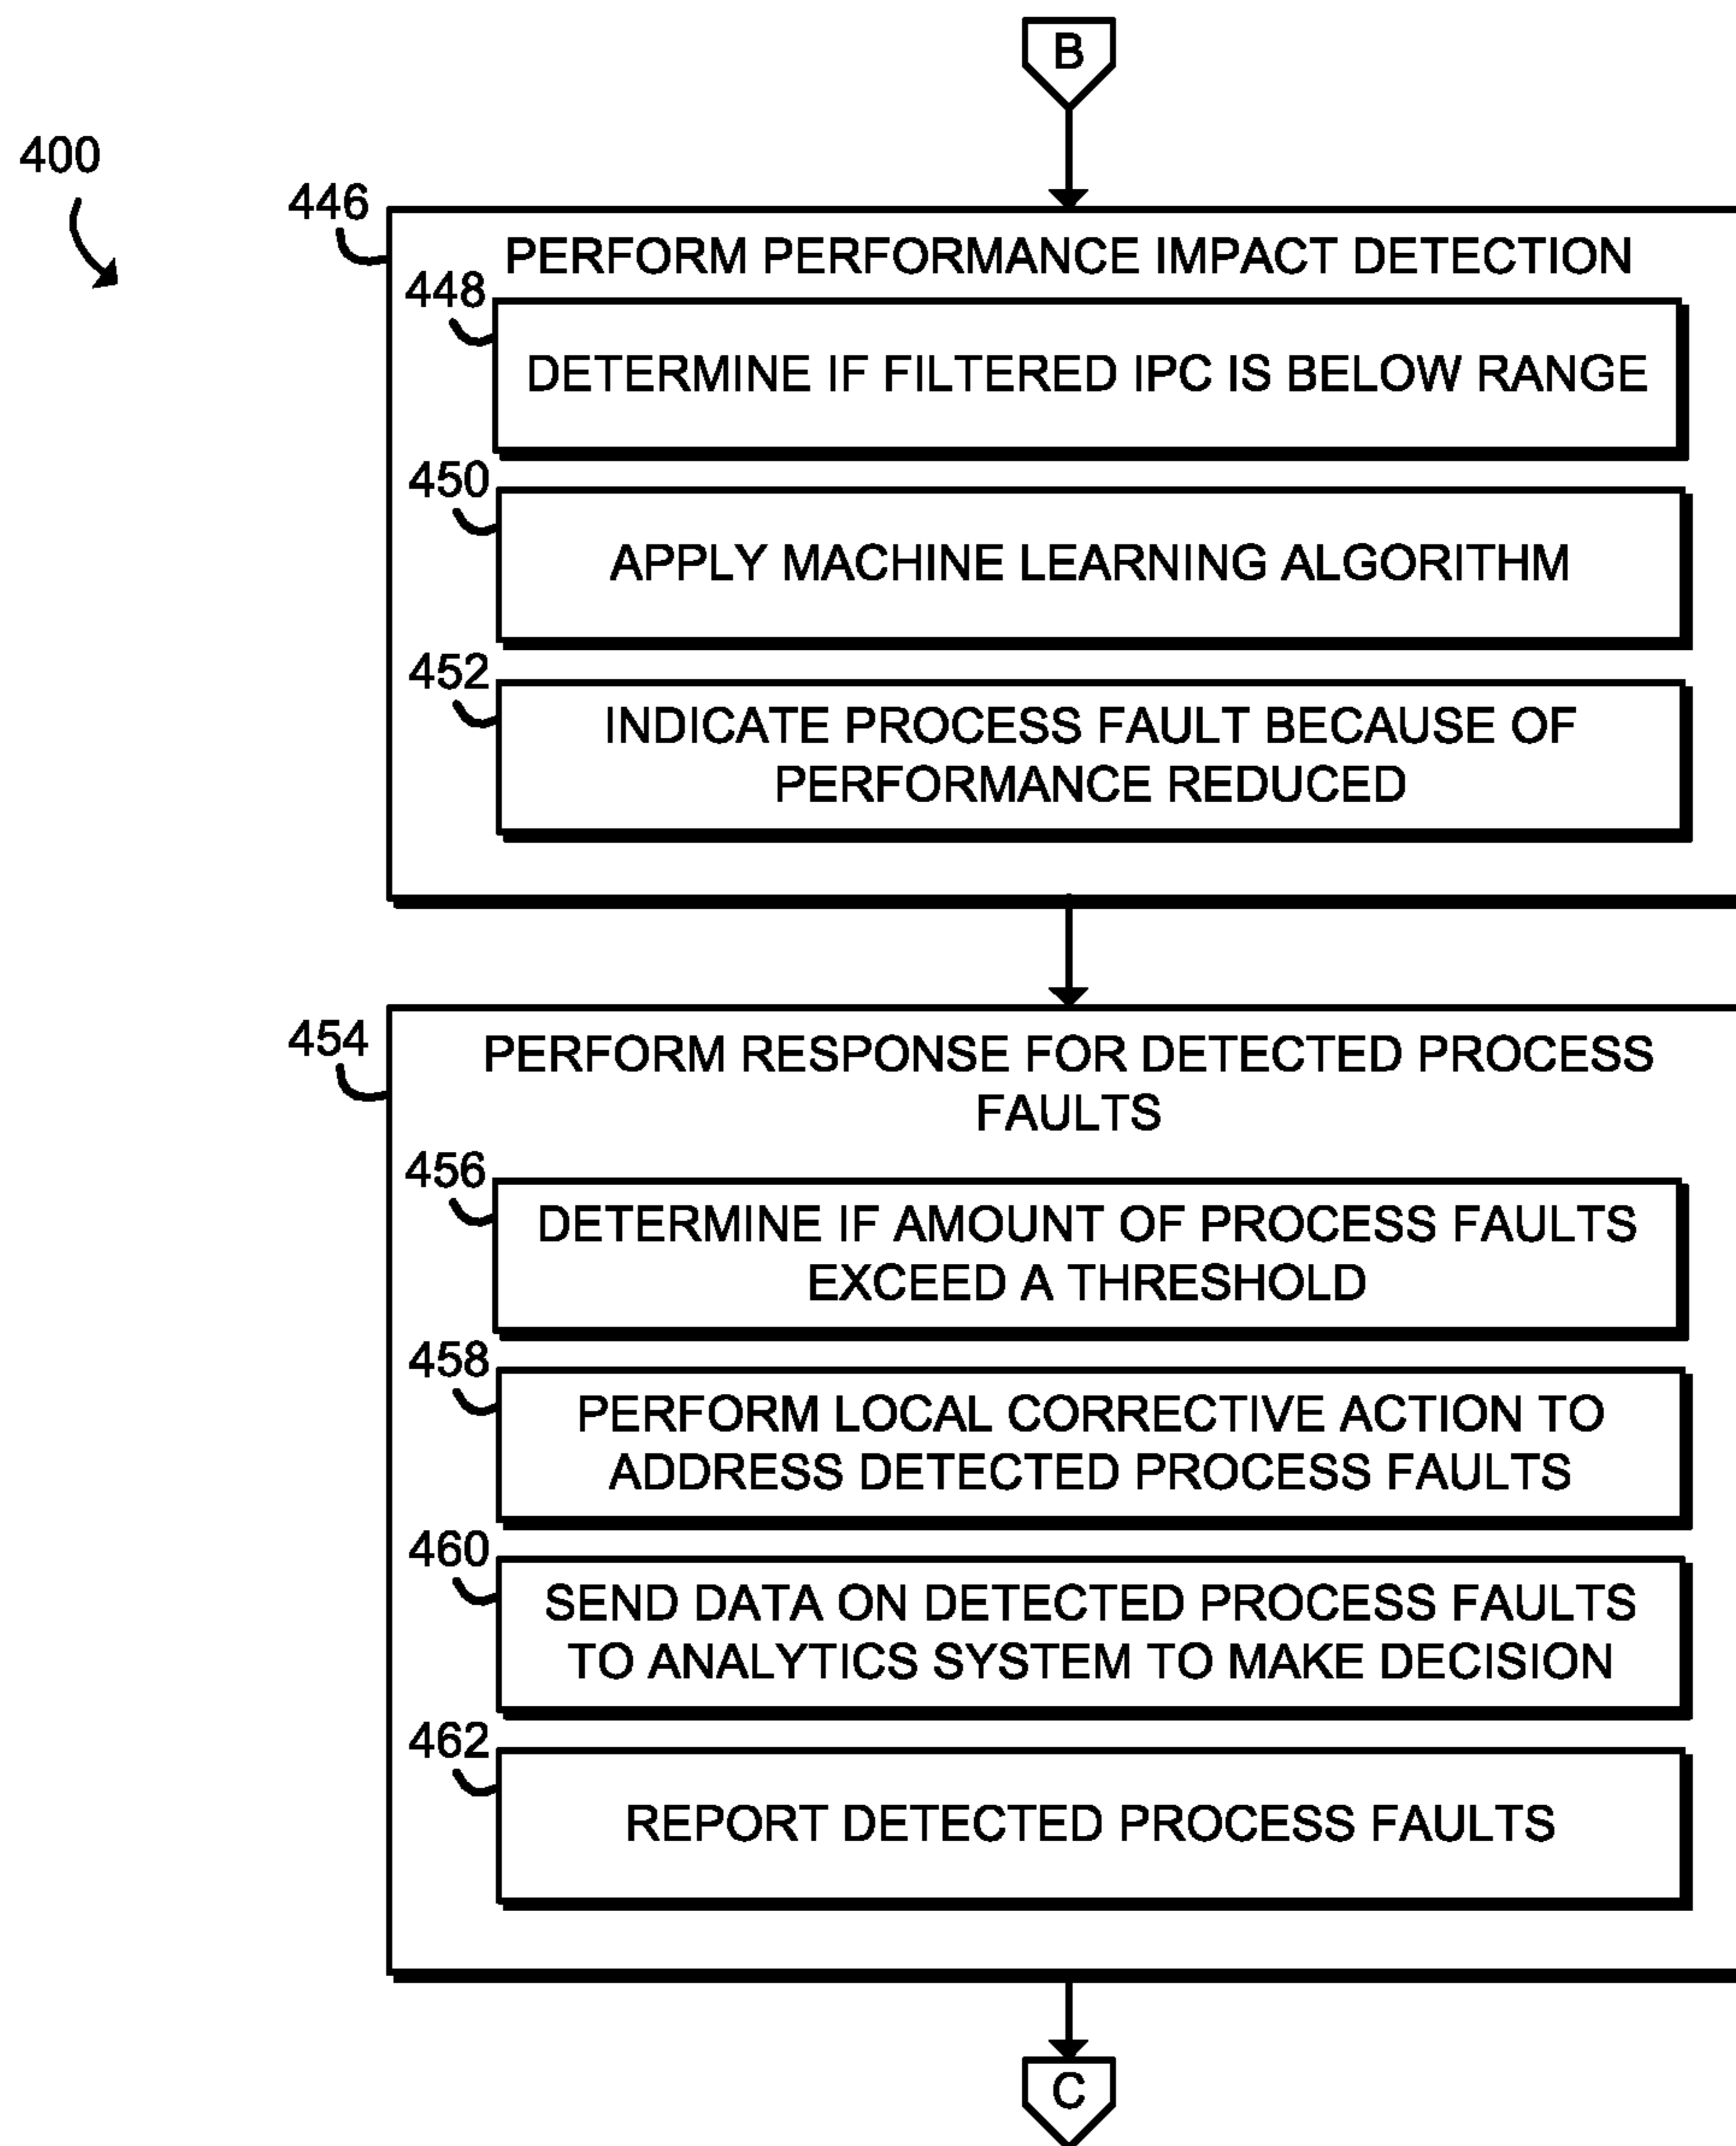 B
400
446
PERFORM PERFORMANCE IMPACT DETECTION
448
DETERMINE IF FILTERED IPC IS BELOW RANGE
450
APPLY MACHINE LEARNING ALGORITHM
452
INDICATE PROCESS FAULT BECAUSE OF
PERFORMANCE REDUCED
454
PERFORM RESPONSE FOR DETECTED PROCESS
FAULTS
456
DETERMINE IF AMOUNT OF PROCESS FAULTS
EXCEED A THRESHOLD
458
PERFORM LOCAL CORRECTIVE ACTION TO
ADDRESS DETECTED PROCESS FAULTS
460
SEND DATA ON DETECTED PROCESS FAULTS
TO ANALYTICS SYSTEM TO MAKE DECISION
462
REPORT DETECTED PROCESS FAULTS
C